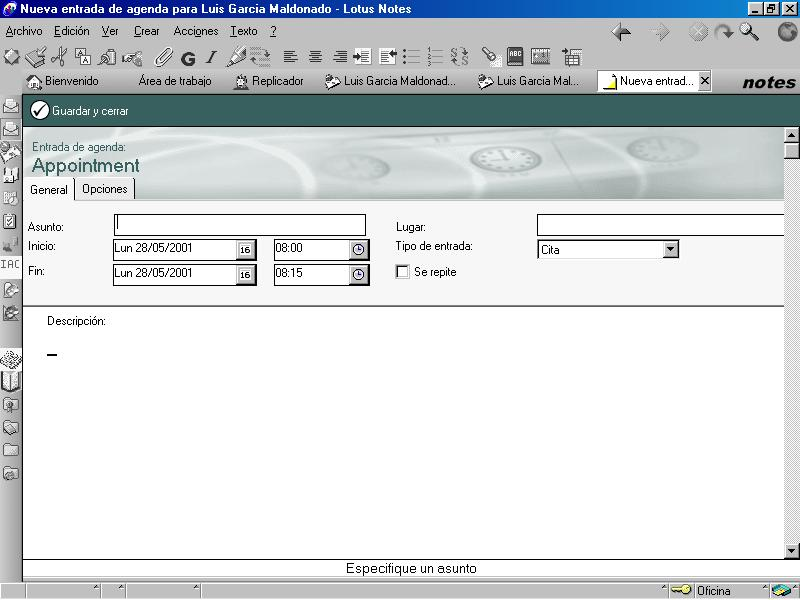 Nueva entrada de agenda para Luis Garcia Maldonado - Lotus Notes
Archivo Edición Ver Crear Acciones Texto ?
G I ABC
Bienvenido Área de trabajo Replicador Luis Garcia Maldonad... Luis Garcia Mal... Nueva entrad... notes
Guardar y cerrar
Entrada de agenda:
Appointment
General Opciones
Asunto: Lugar:
Inicio: Lun 28/05/2001 16 08:00 Tipo de entrada: Cita
Fin: Lun 28/05/2001 16 08:15 Se repite
IAC
Descripción:
Especifique un asunto
Oficina